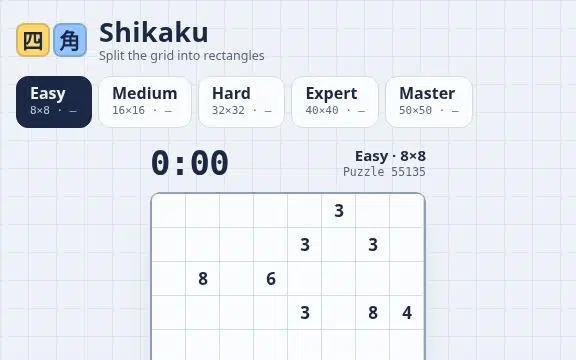 四 角 Shikaku
Split the grid into rectangles
Easy Medium Hard Expert Master
8×8 · — 16×16 · — 32×32 · — 40×40 · — 50×50 · —
0:00 Easy · 8×8
Puzzle 55135
3
3 3
8 6
3 8 4